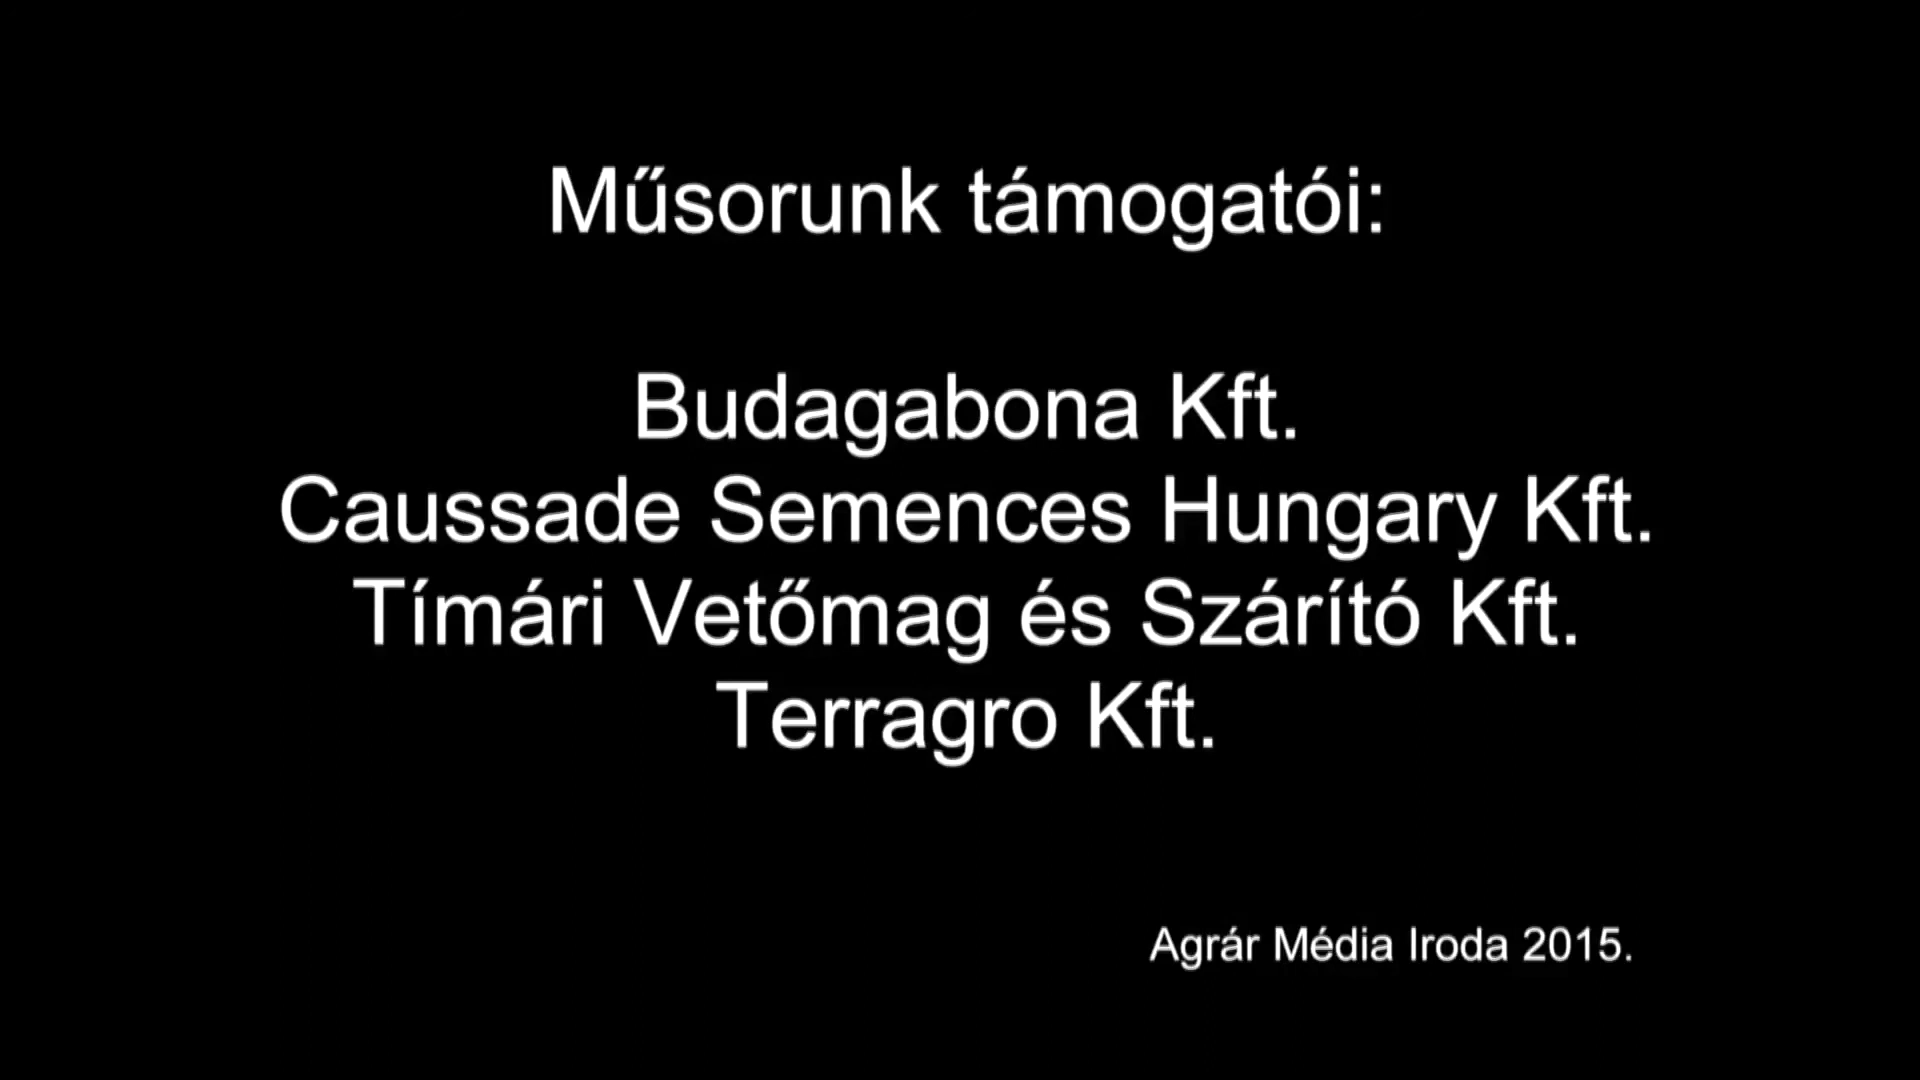 Műsorunk támogatói:
Budagabona Kft.
Caussade Semences Hungary Kft.
Tímári Vetőmag és Szárító Kft.
Terragro Kft.
Agrár Média Iroda 2015.